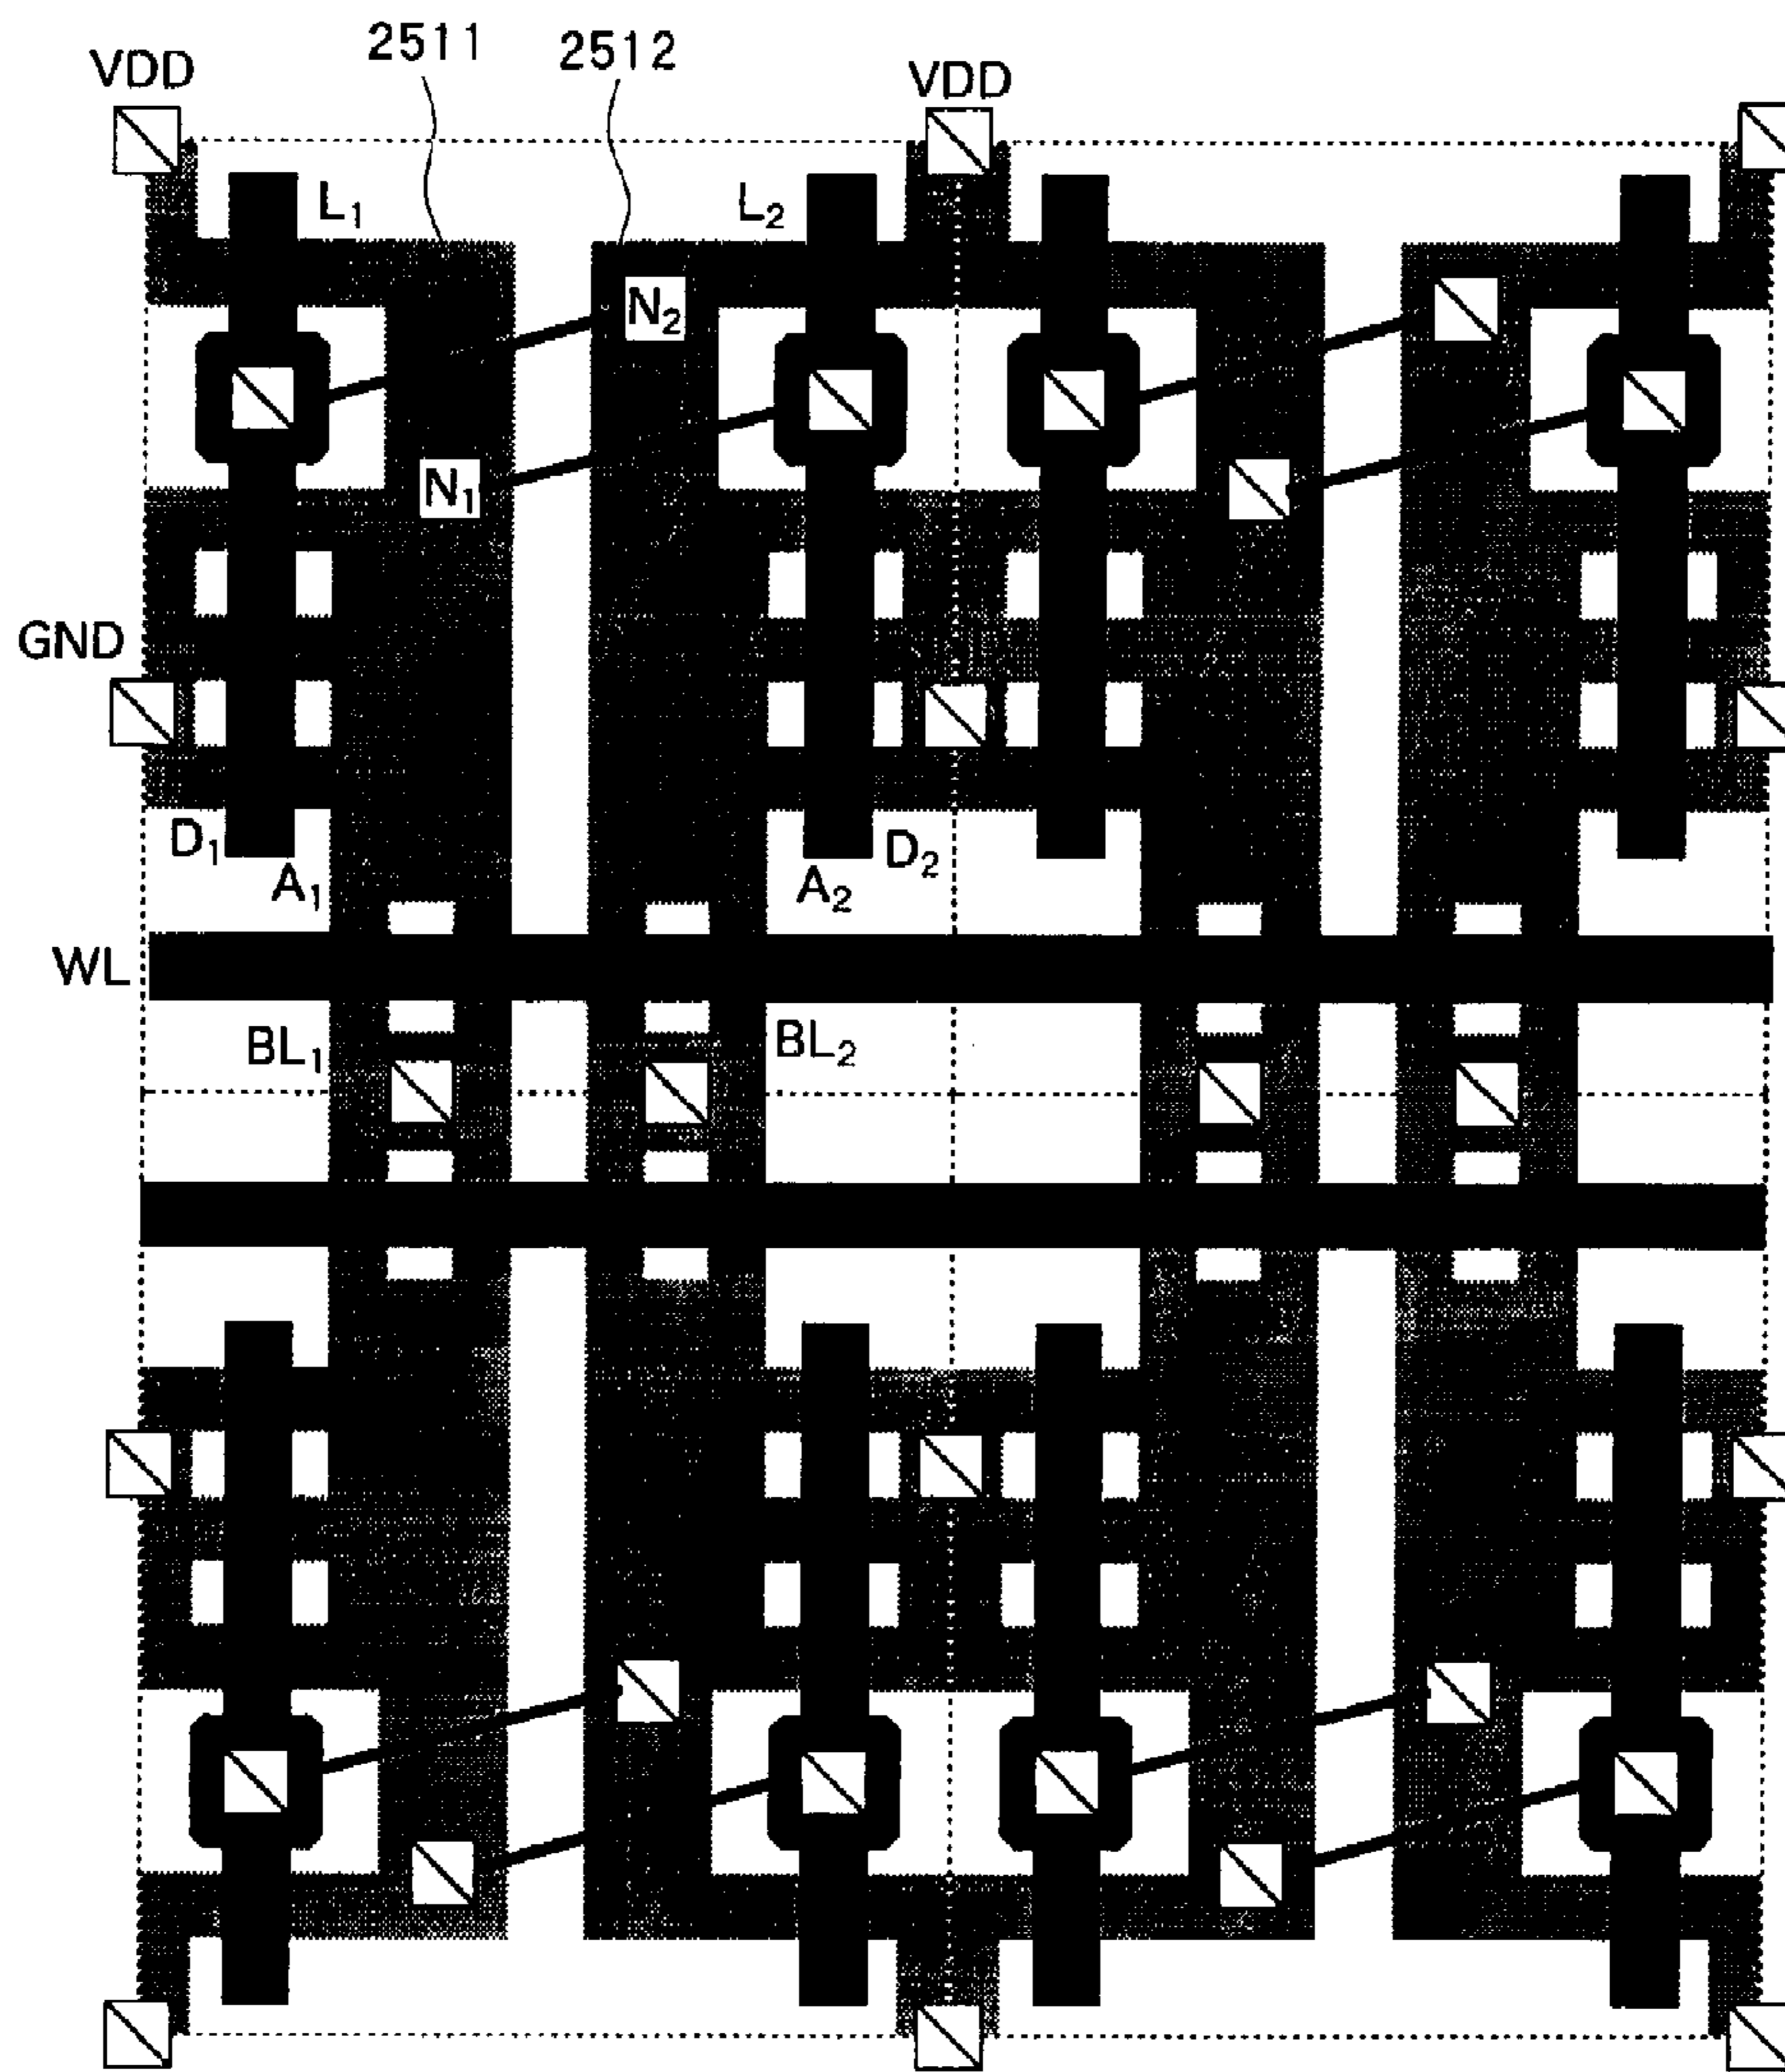 2511
2512
VDD
VDD
L₁
L₂
N₂
N₁
GND
D₁
D₂
A₁
A₂
WL
BL₁
BL₂